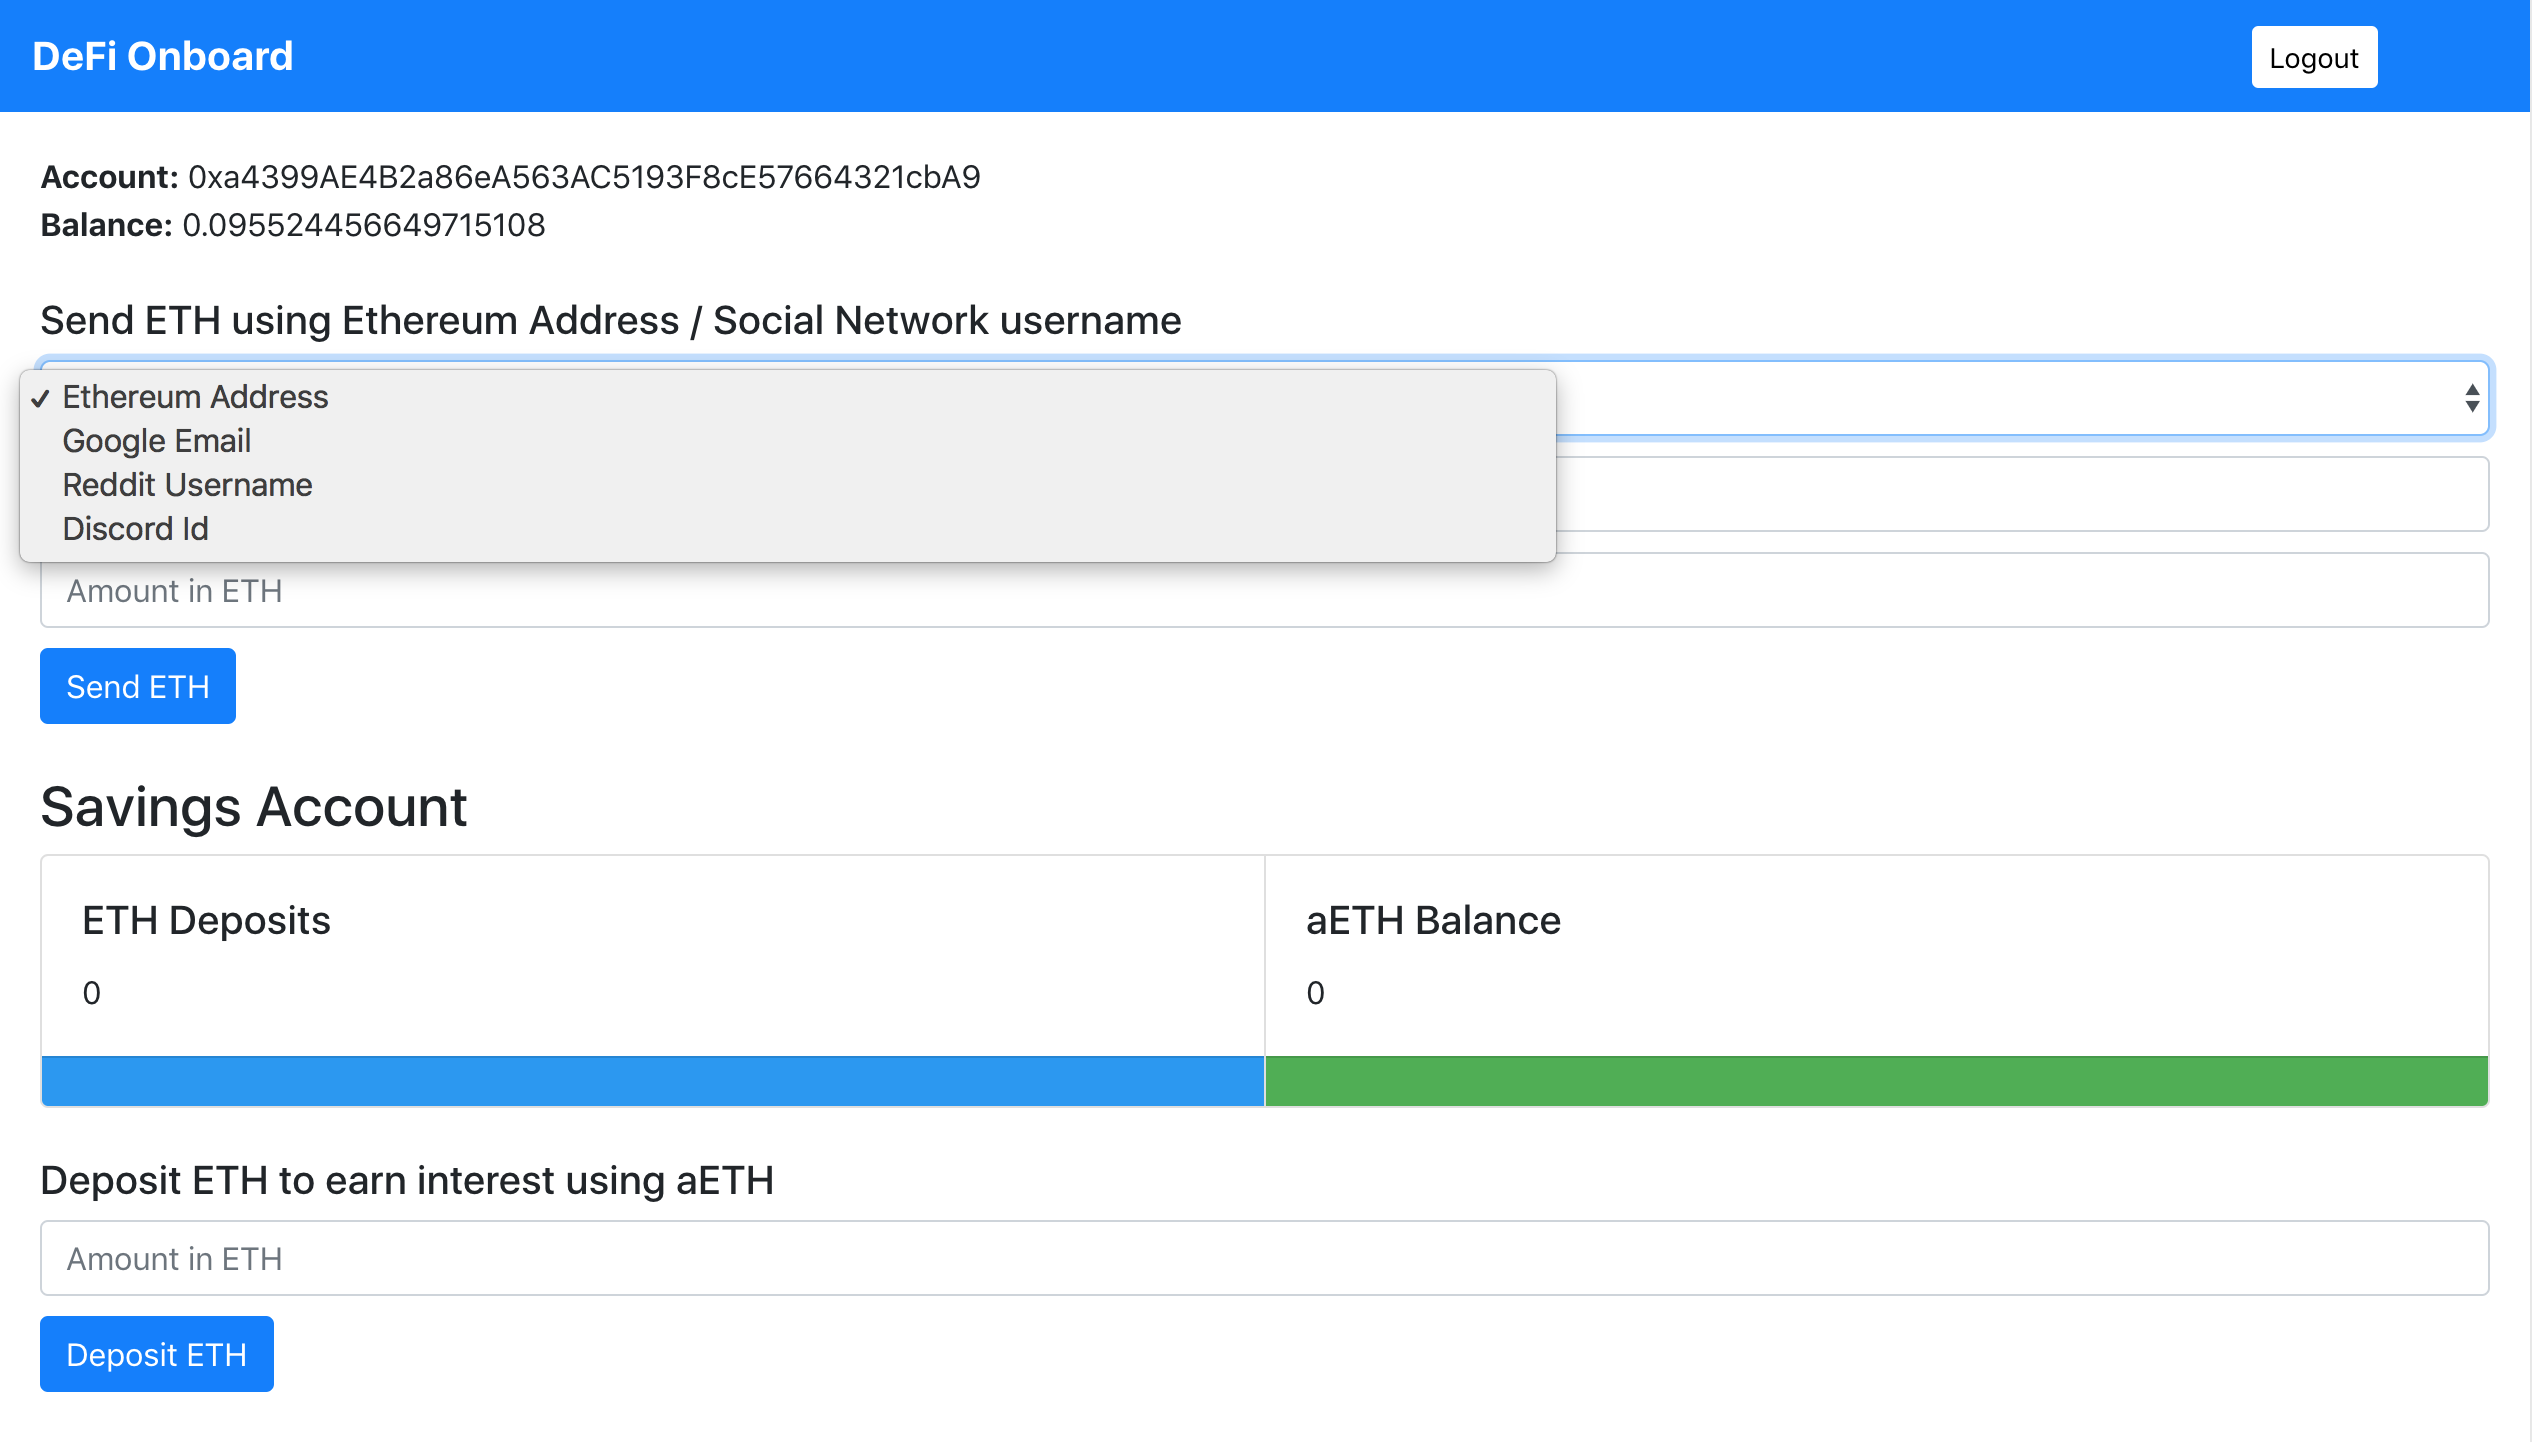 DeFi Onboard
Logout
Account: 0xa4399AE4B2a86eA563AC5193F8cE57664321cbA9
Balance: 0.095524456649715108
Send ETH using Ethereum Address / Social Network username
✓ Ethereum Address
Google Email
Reddit Username
Discord Id
Amount in ETH
Send ETH
Savings Account
ETH Deposits
aETH Balance
0
0
Deposit ETH to earn interest using aETH
Amount in ETH
Deposit ETH